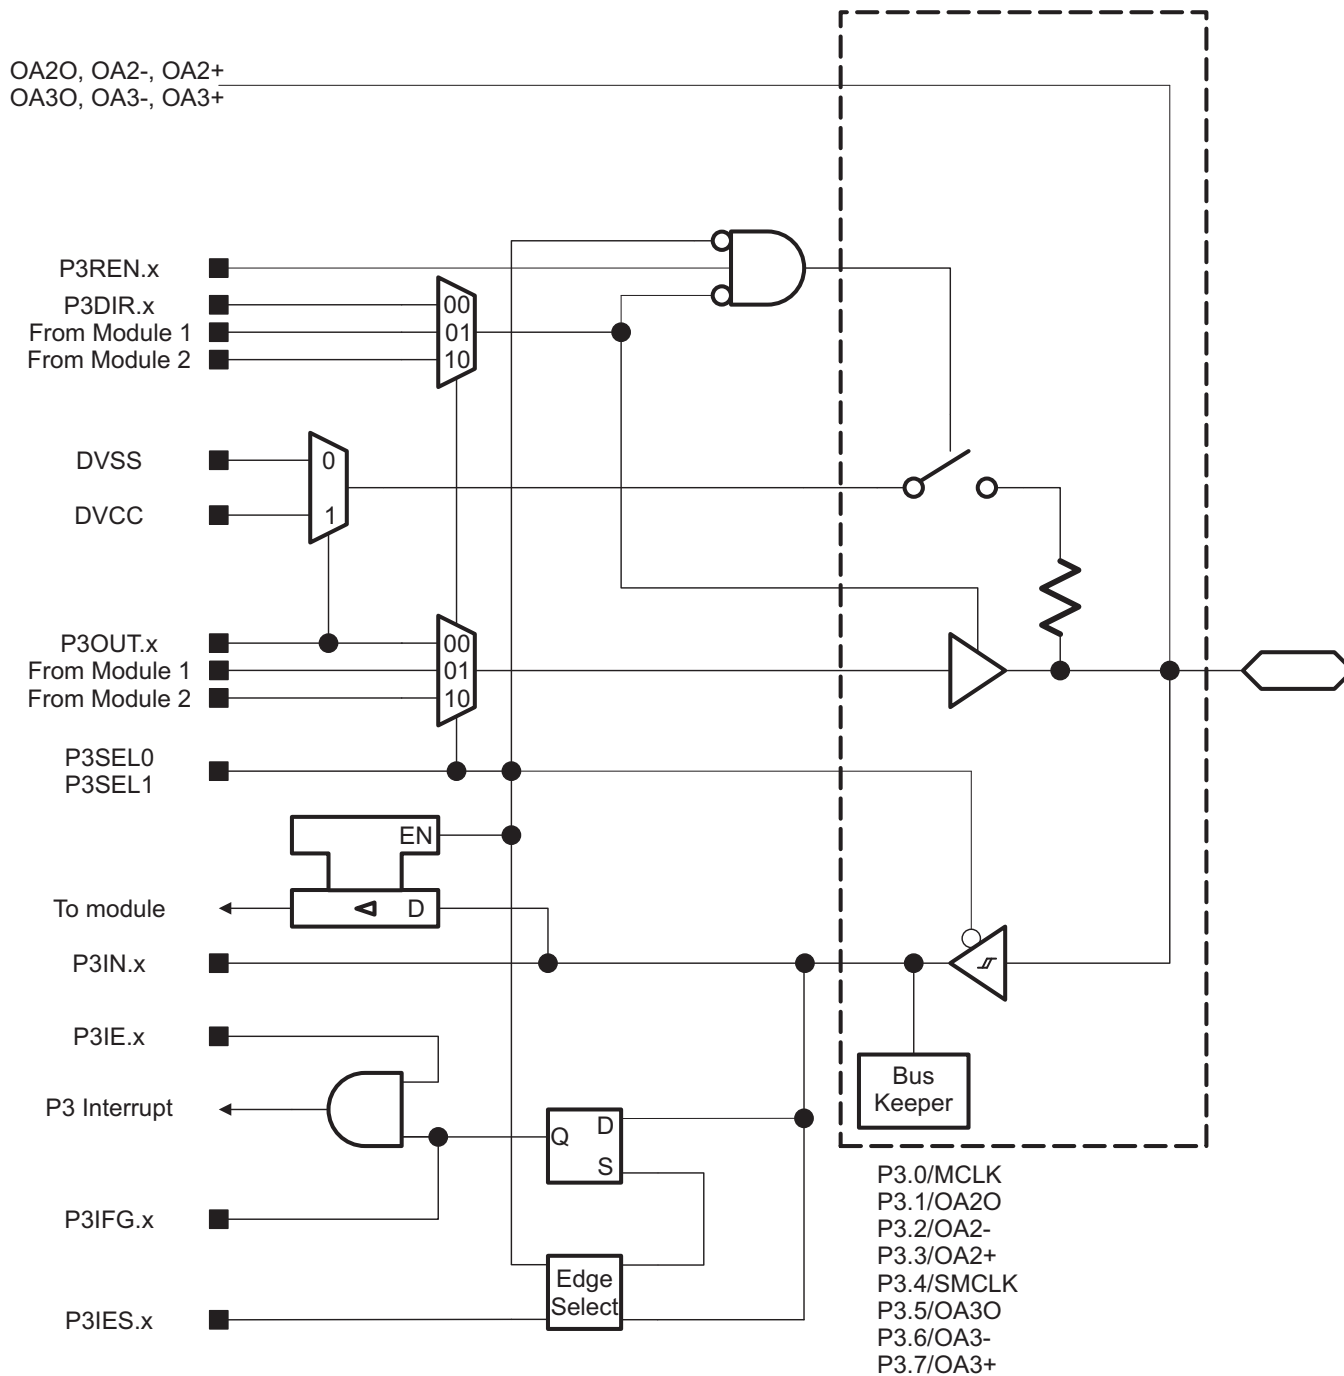 OA2O, OA2-, OA2+
OA3O, OA3-, OA3+
P3REN.x
P3DIR.x
From Module 1
From Module 2
00
01
10
DVSS
DVCC
0
1
P3OUT.x
From Module 1
From Module 2
00
01
10
P3SEL0
P3SEL1
EN
D
To module
P3IN.x
P3IE.x
P3 Interrupt
P3IFG.x
P3IES.x
Q
D
S
Edge
Select
Bus
Keeper
P3.0/MCLK
P3.1/OA2O
P3.2/OA2-
P3.3/OA2+
P3.4/SMCLK
P3.5/OA3O
P3.6/OA3-
P3.7/OA3+